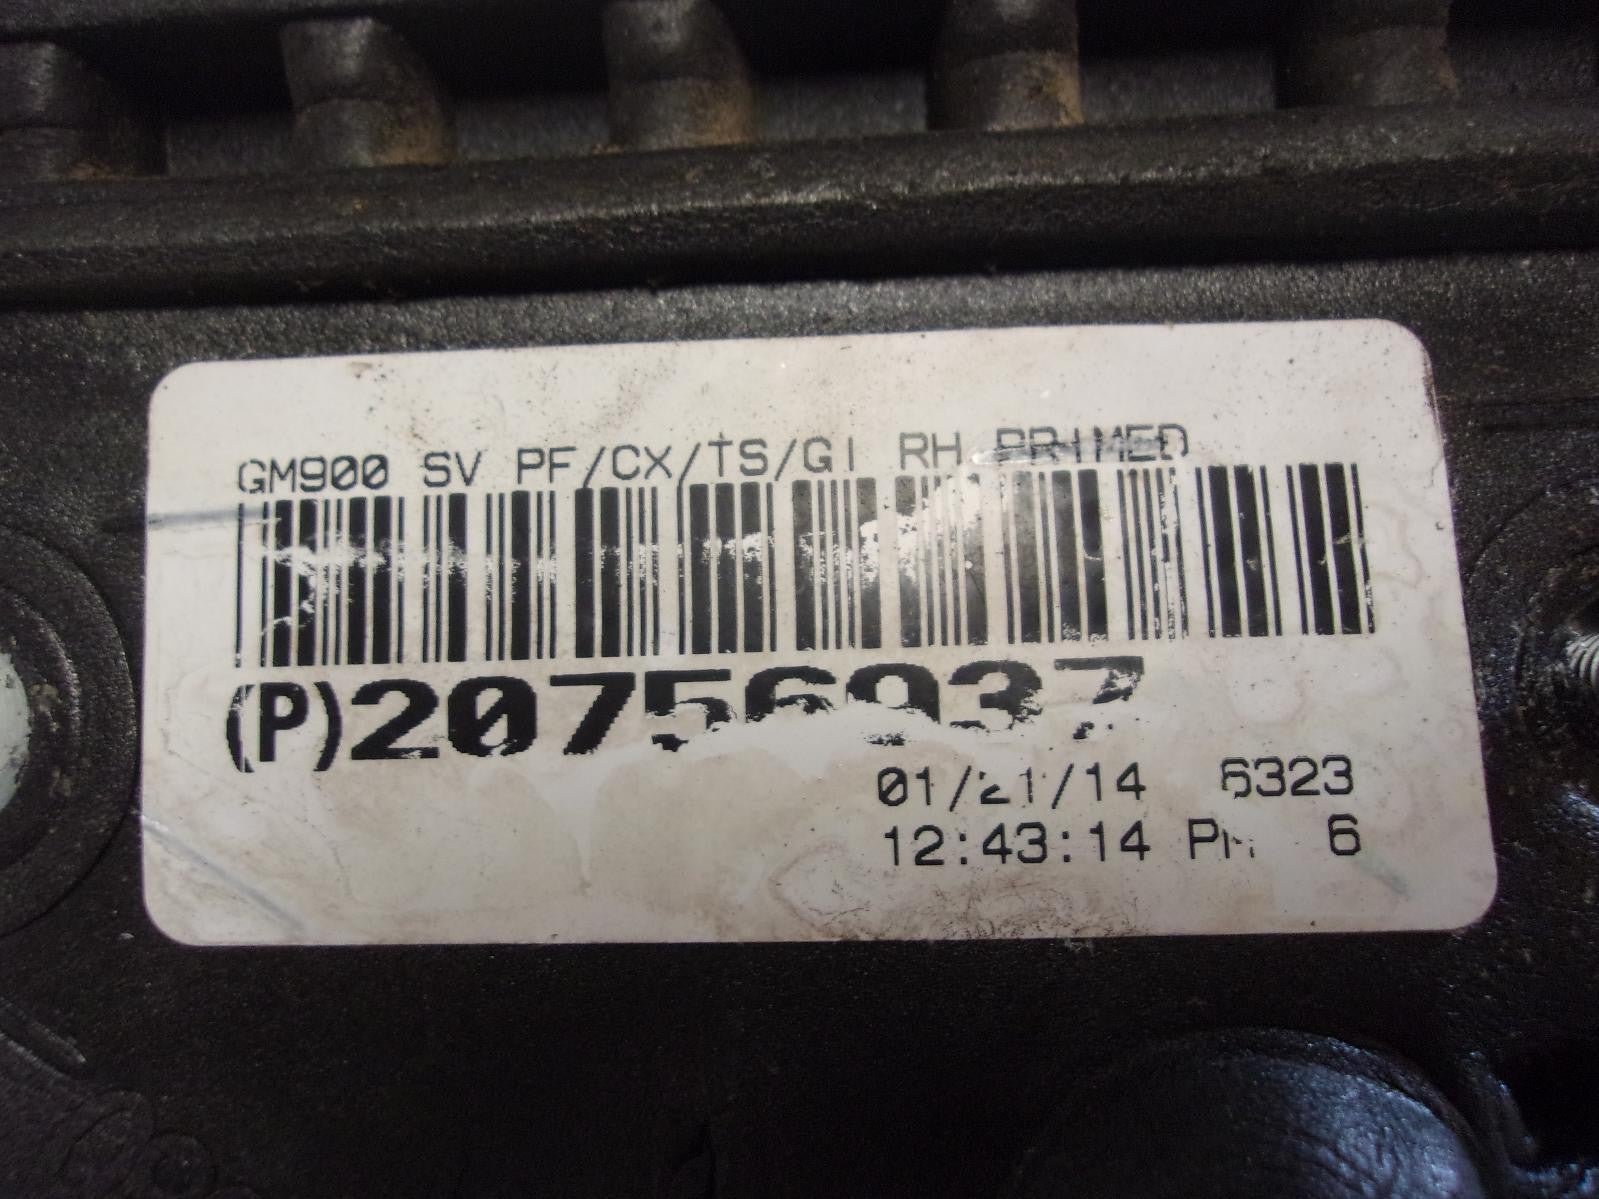 GM900 SV PF/CX/TS/GI RH PRIMED
(P)20756937
01/21/14 6323
12:43:14 PM 6